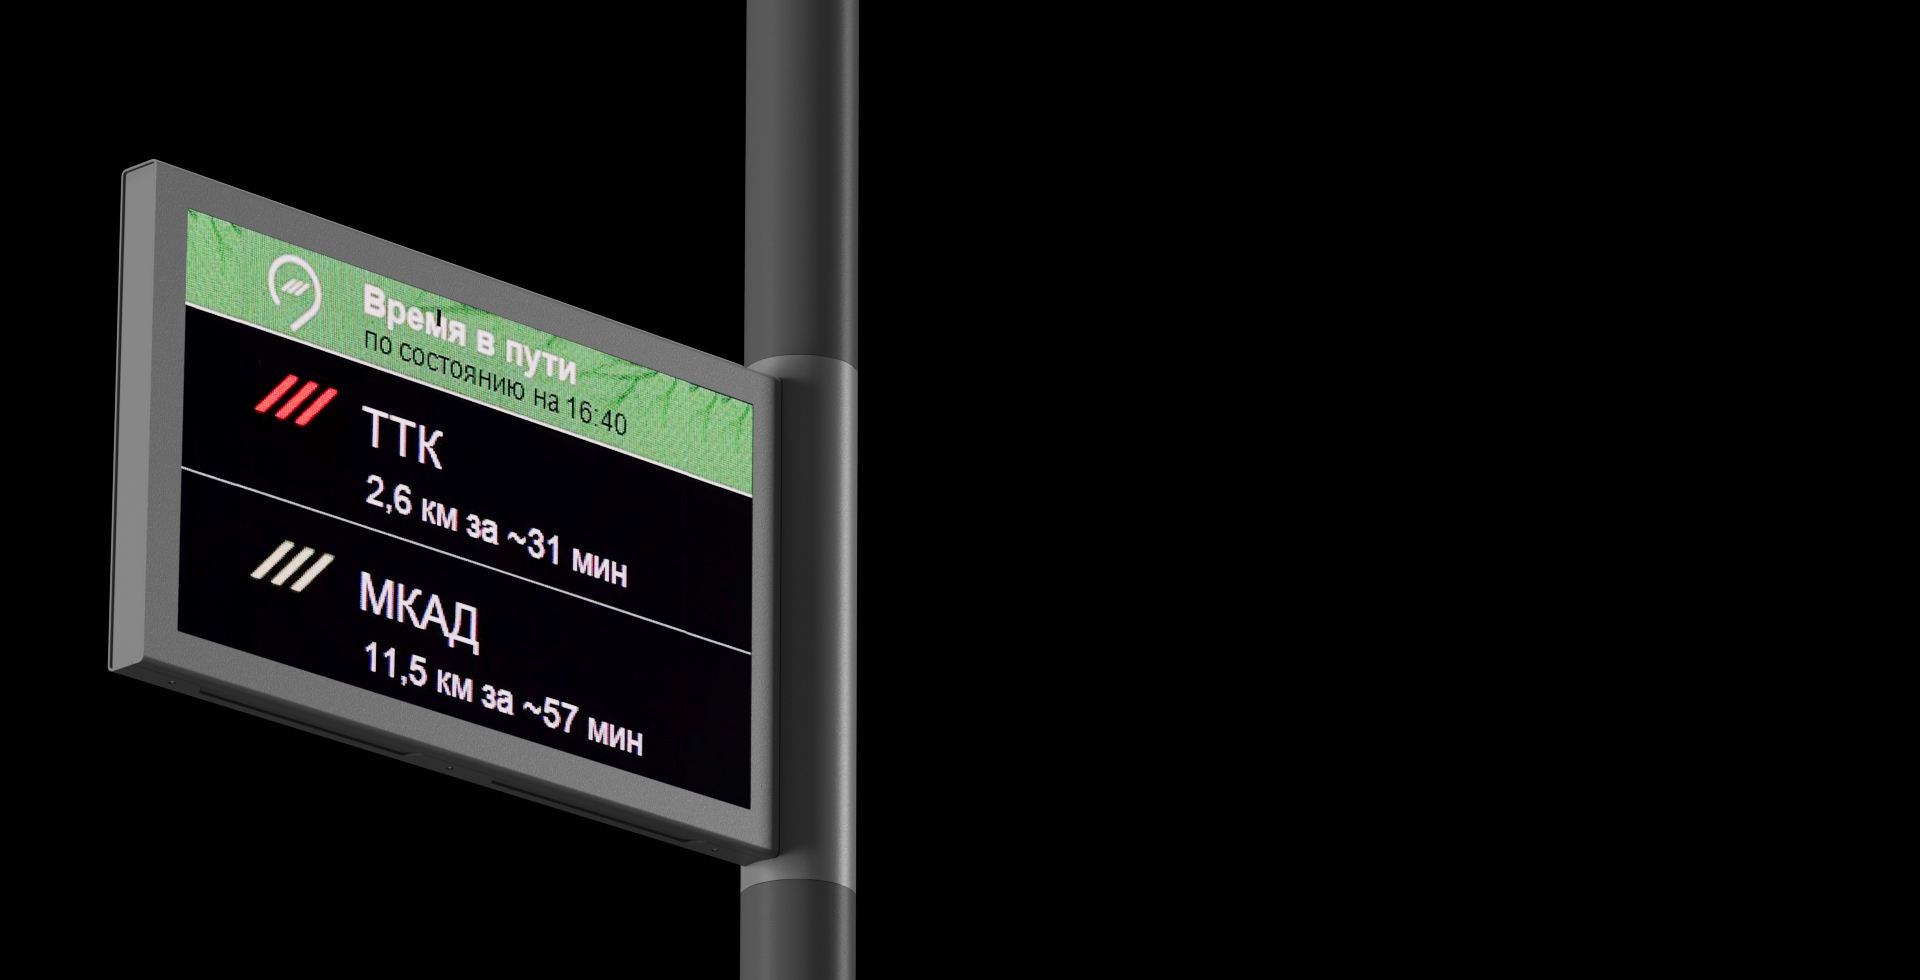 Время в пути
по состоянию на 16:40
ТТК
2,6 км за ~31 мин
МКАД
11,5 км за ~57 мин